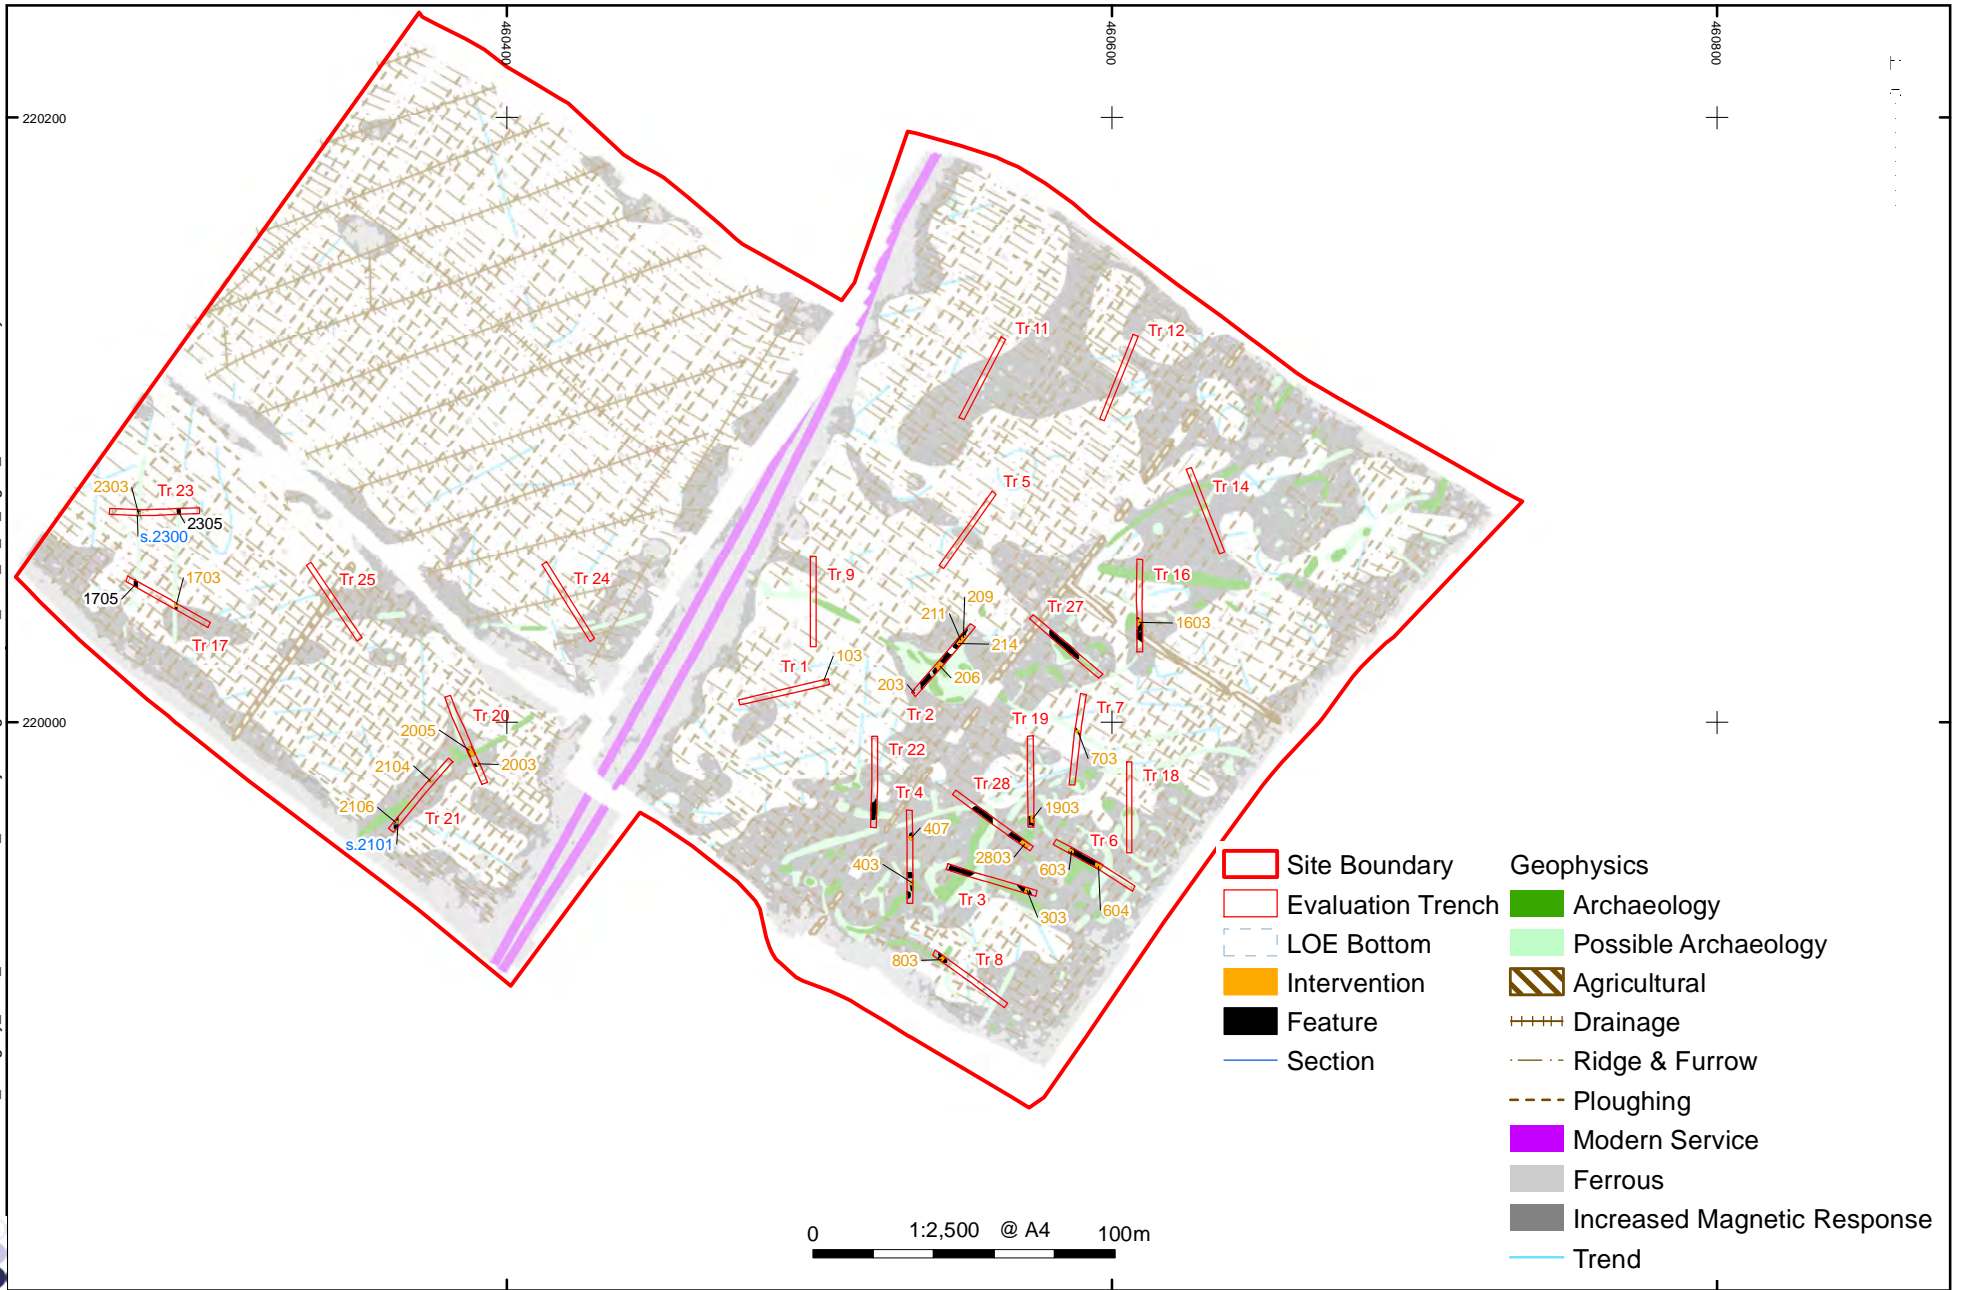 460400
460600
460800
220200
220000
Tr 11
Tr 12
Tr 5
Tr 14
2303
Tr 23
2305
s.2300
1703
1705
Tr 17
Tr 25
Tr 24
Tr 9
Tr 16
1603
209
211
214
Tr 27
103
Tr 1
203
206
Tr 2
Tr 20
2005
2003
2104
2106
Tr 21
s.2101
Tr 19
Tr 7
703
Tr 22
Tr 18
Tr 28
Tr 4
407
1903
403
2803
Tr 6
603
604
Tr 3
303
803
Tr 8
Site Boundary
Evaluation Trench
LOE Bottom
Intervention
Feature
Section
Geophysics
Archaeology
Possible Archaeology
Agricultural
Drainage
Ridge & Furrow
Ploughing
Modern Service
Ferrous
Increased Magnetic Response
Trend
0 1:2,500 @ A4 100m